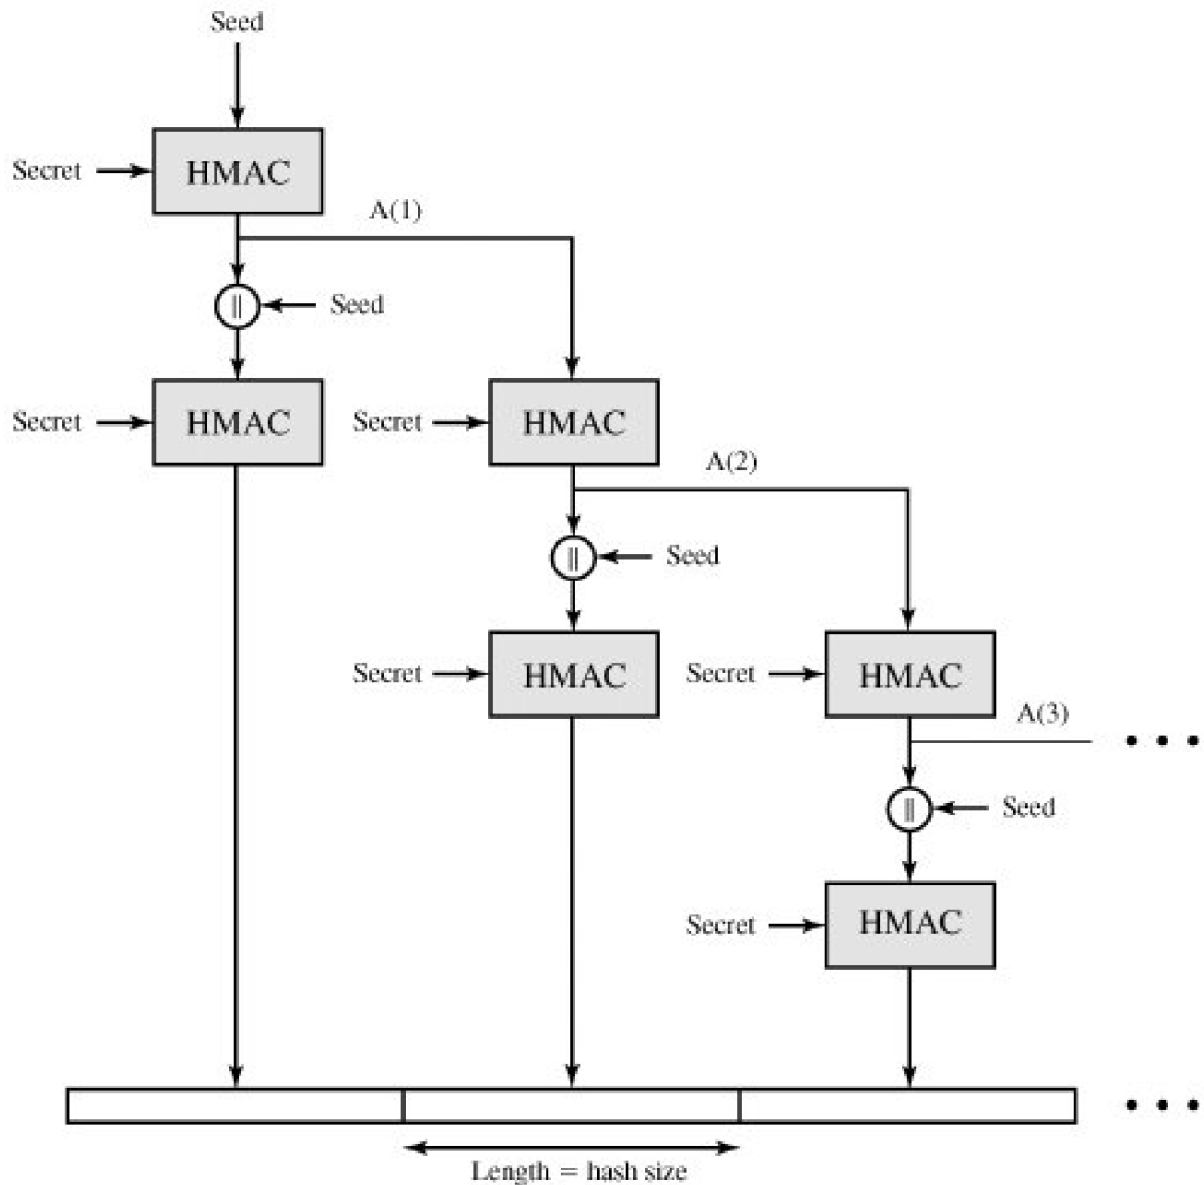 Seed
Secret HMAC
A(1)
|| Seed
Secret HMAC Secret HMAC
A(2)
|| Seed
Secret HMAC Secret HMAC
A(3)
|| Seed
Secret HMAC
Length = hash size